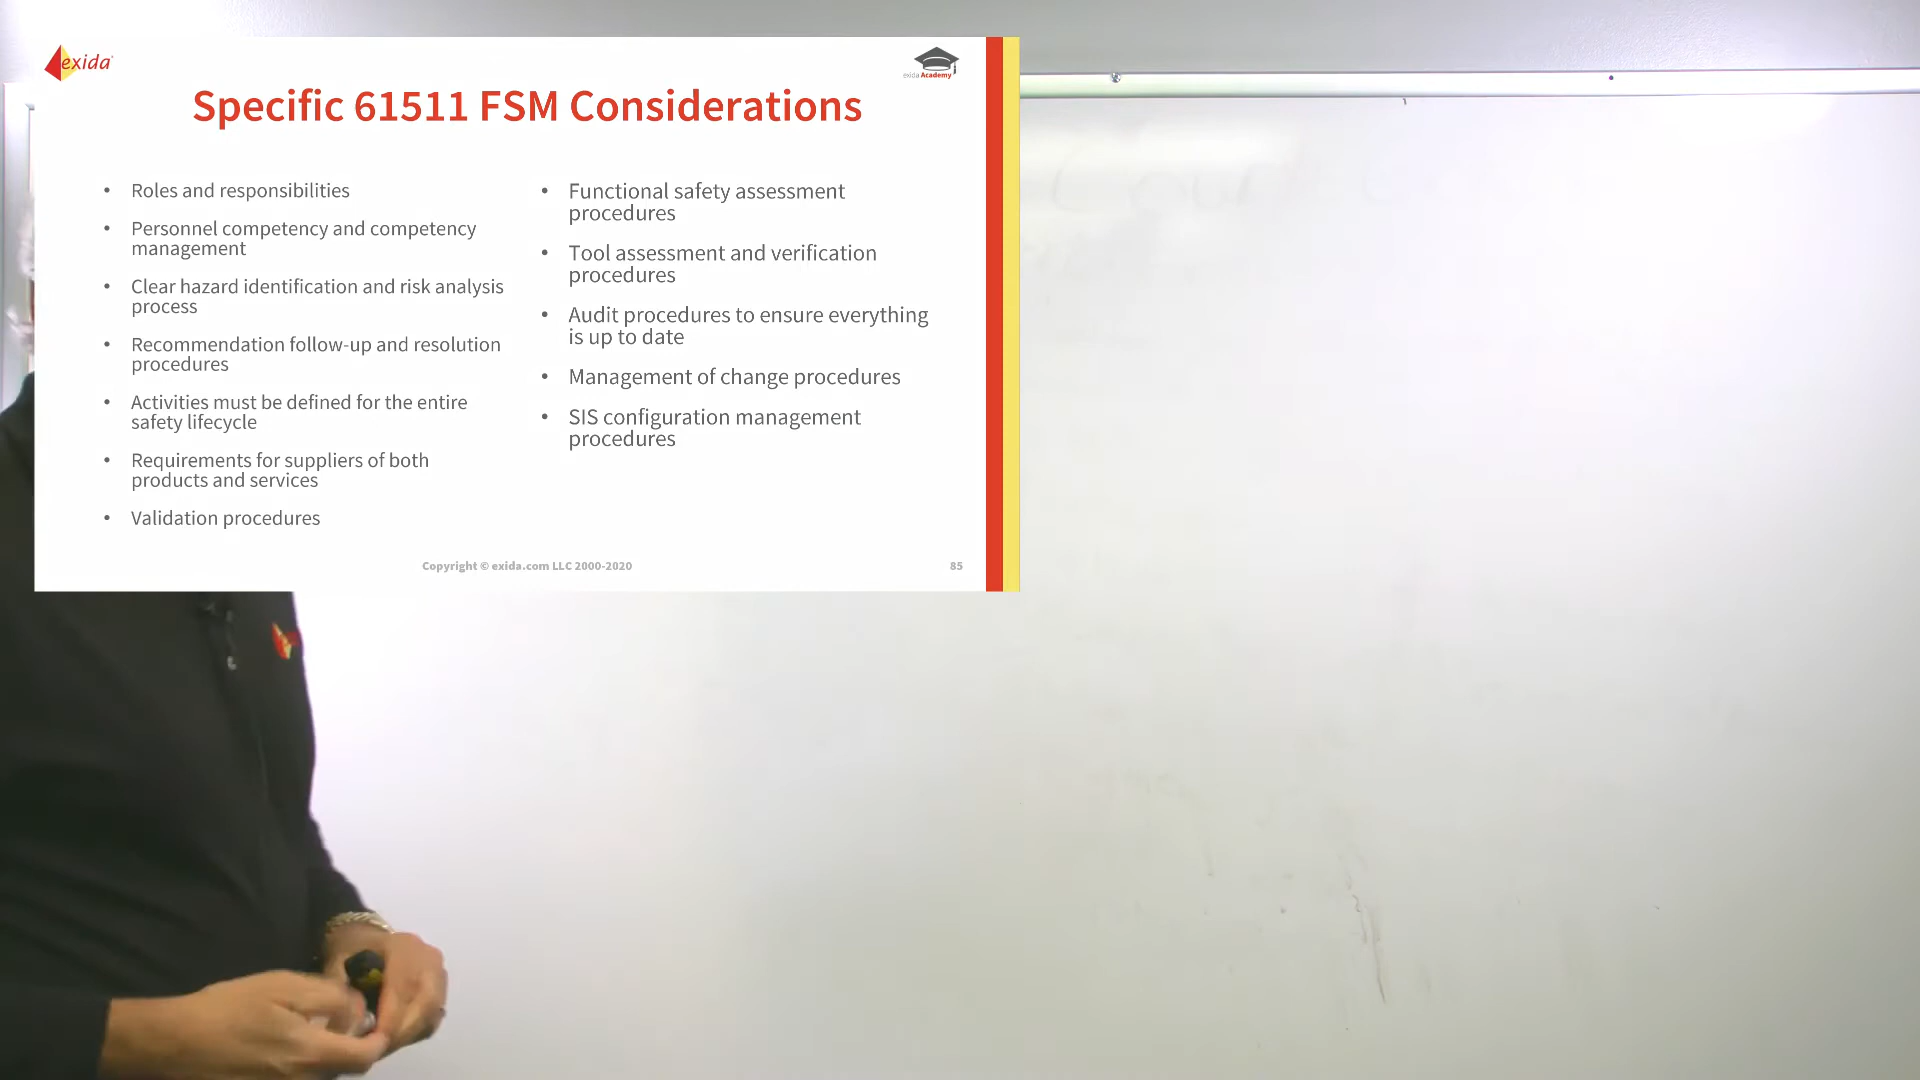 exida
exida Academy
Specific 61511 FSM Considerations
• Roles and responsibilities
• Personnel competency and competency
management
• Clear hazard identification and risk analysis
process
• Recommendation follow-up and resolution
procedures
• Activities must be defined for the entire
safety lifecycle
• Requirements for suppliers of both
products and services
• Validation procedures
• Functional safety assessment
procedures
• Tool assessment and verification
procedures
• Audit procedures to ensure everything
is up to date
• Management of change procedures
• SIS configuration management
procedures
Copyright © exida.com LLC 2000-2020
85